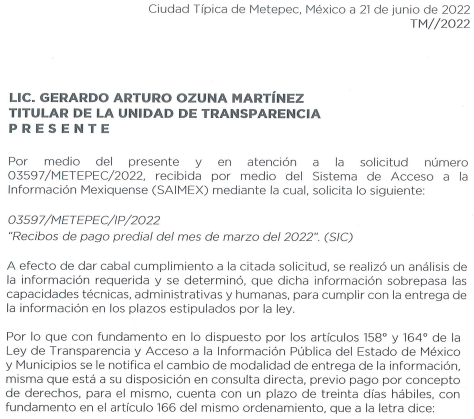 Ciudad Típica de Metepec, México a 21 de junio de 2022
TM//2022
LIC. GERARDO ARTURO OZUNA MARTÍNEZ
TITULAR DE LA UNIDAD DE TRANSPARENCIA
P R E S E N T E
Por medio del presente y en atención a la solicitud número
03597/METEPEC/2022, recibida por medio del Sistema de Acceso a la
Información Mexiquense (SAIMEX) mediante la cual, solicita lo siguiente:
03597/METEPEC/IP/2022
"Recibos de pago predial del mes de marzo del 2022". (SIC)
A efecto de dar cabal cumplimiento a la citada solicitud, se realizó un análisis de
la información requerida y se determinó, que dicha información sobrepasa las
capacidades técnicas, administrativas y humanas, para cumplir con la entrega de
la información en los plazos estipulados por la ley.
Por lo que con fundamento en lo dispuesto por los artículos 158° y 164° de la
Ley de Transparencia y Acceso a la Información Pública del Estado de México
y Municipios se le notifica el cambio de modalidad de entrega de la información,
misma que está a su disposición en consulta directa, previo pago por concepto
de derechos, para el mismo, cuenta con un plazo de treinta días hábiles, con
fundamento en el artículo 166 del mismo ordenamiento, que a la letra dice: